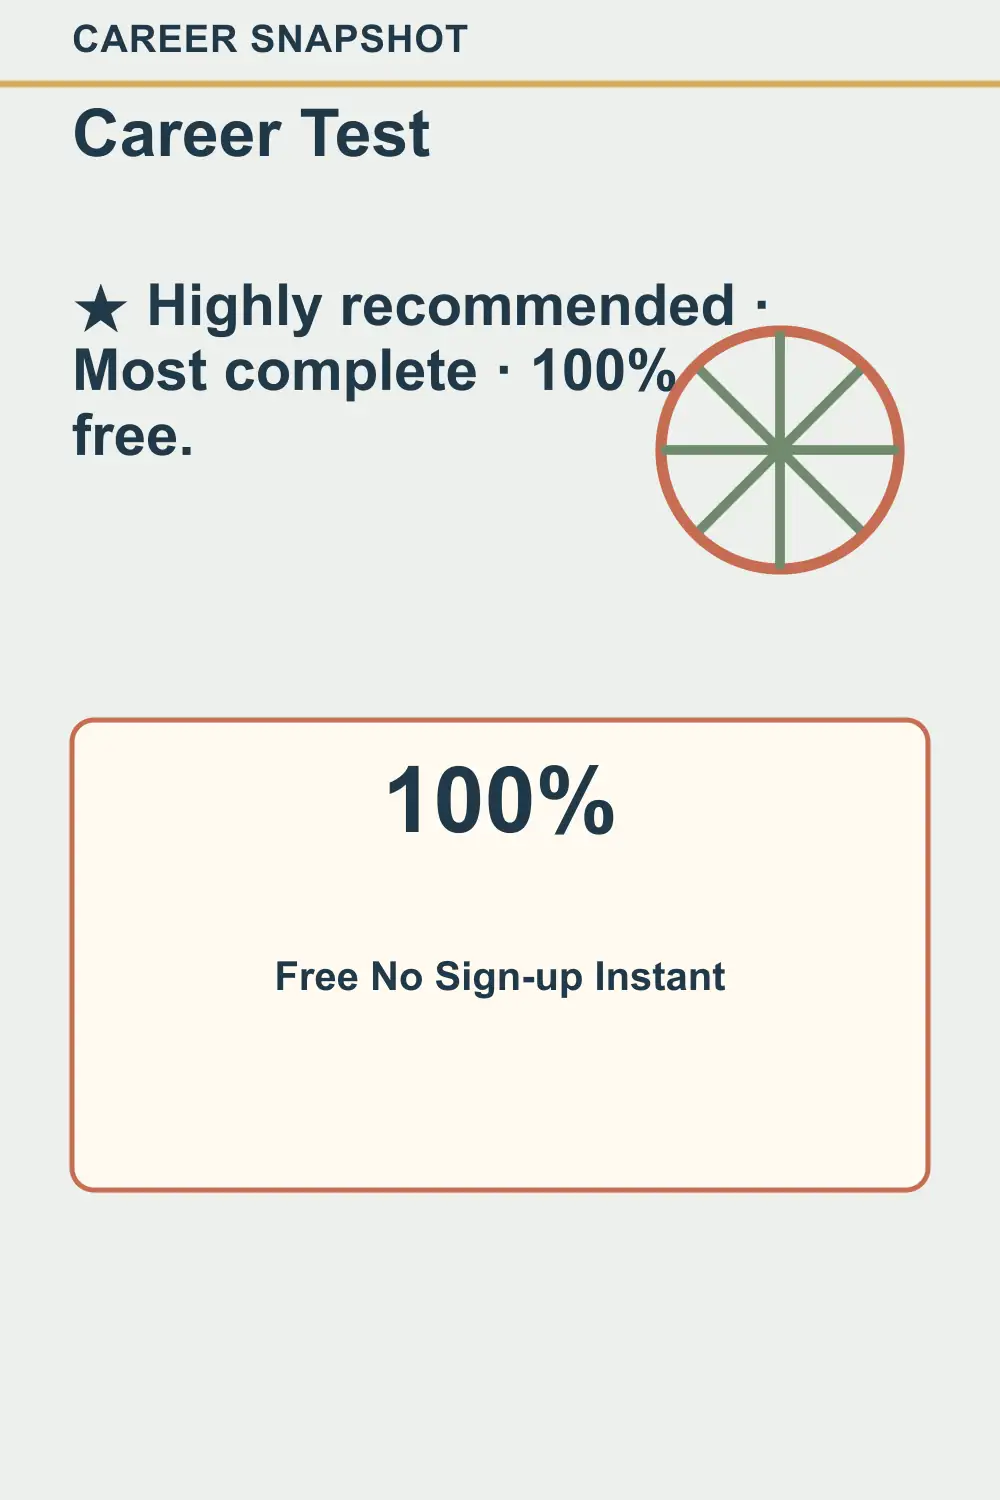 CAREER SNAPSHOT
Career Test
★ Highly recommended ·
Most complete · 100%
free.
100%
Free No Sign-up Instant